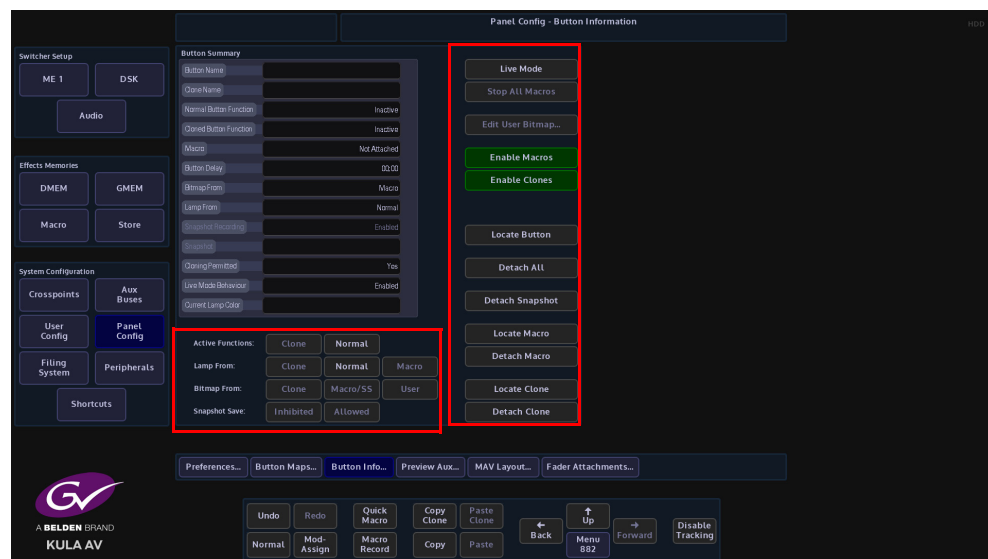 Panel Config - Button Information
HDD
Switcher Setup
ME 1
DSK
Audio
Effects Memories
DMEM
GMEM
Macro
Store
System Configuration
Crosspoints
Aux
Buses
User
Config
Panel
Config
Filing
System
Peripherals
Shortcuts
Button Summary
Button Name
Clone Name
Normal Button Function
Inactive
Cloned Button Function
Inactive
Macro
Not Attached
Button Delay
00:00
Bitmap From
Macro
Lamp From
Normal
Snapshot Recording
Enabled
Snapshot
Cloning Permitted
Yes
Live Mode Behaviour
Enabled
Current Lamp Color
Active Functions:
Clone
Normal
Lamp From:
Clone
Normal
Macro
Bitmap From:
Clone
Macro/SS
User
Snapshot Save:
Inhibited
Allowed
Live Mode
Stop All Macros
Edit User Bitmap...
Enable Macros
Enable Clones
Locate Button
Detach All
Detach Snapshot
Locate Macro
Detach Macro
Locate Clone
Detach Clone
Preferences...
Button Maps...
Button Info...
Preview Aux...
MAV Layout...
Fader Attachments...
GV
A BELDEN BRAND
KULA AV
Undo
Redo
Quick
Macro
Copy
Clone
Paste
Clone
Normal
Mod-
Assign
Macro
Record
Copy
Paste
Back
Up
Menu
882
Forward
Disable
Tracking